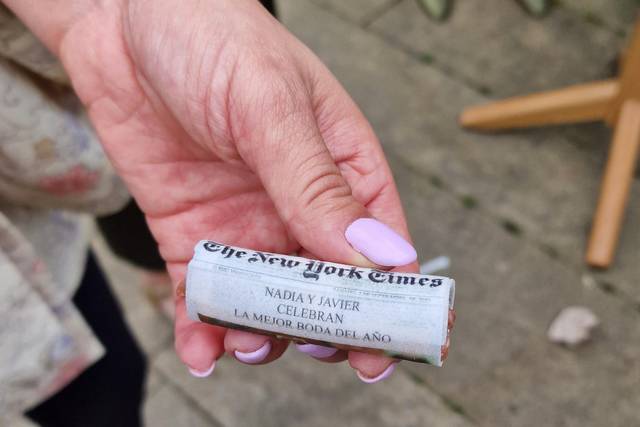 The New York Times
NADIA Y JAVIER
CELEBRAN
LA MEJOR BODA DEL AÑO